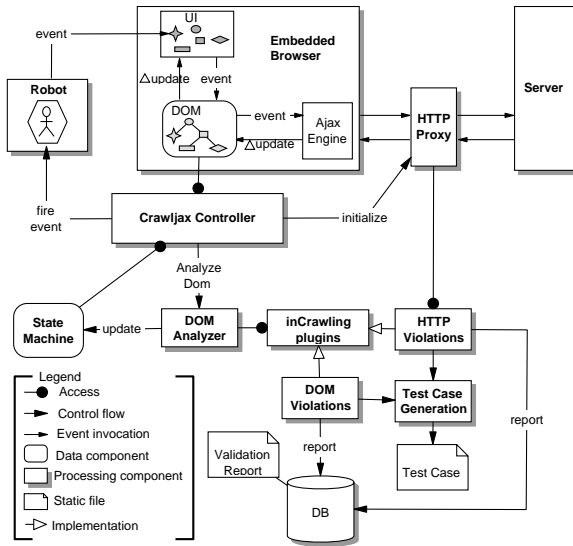 UI
event
Embedded
Browser
Robot
△update
event
DOM
event
△update
Ajax
Engine
HTTP
Proxy
Server
fire
event
Crawljax Controller
initialize
Analyze
Dom
State
Machine
update
DOM
Analyzer
inCrawling
plugins
HTTP
Violations
DOM
Violations
Test Case
Generation
report
report
Validation
Report
DB
Test Case
Legend
Access
Control flow
Event invocation
Data component
Processing component
Static file
Implementation